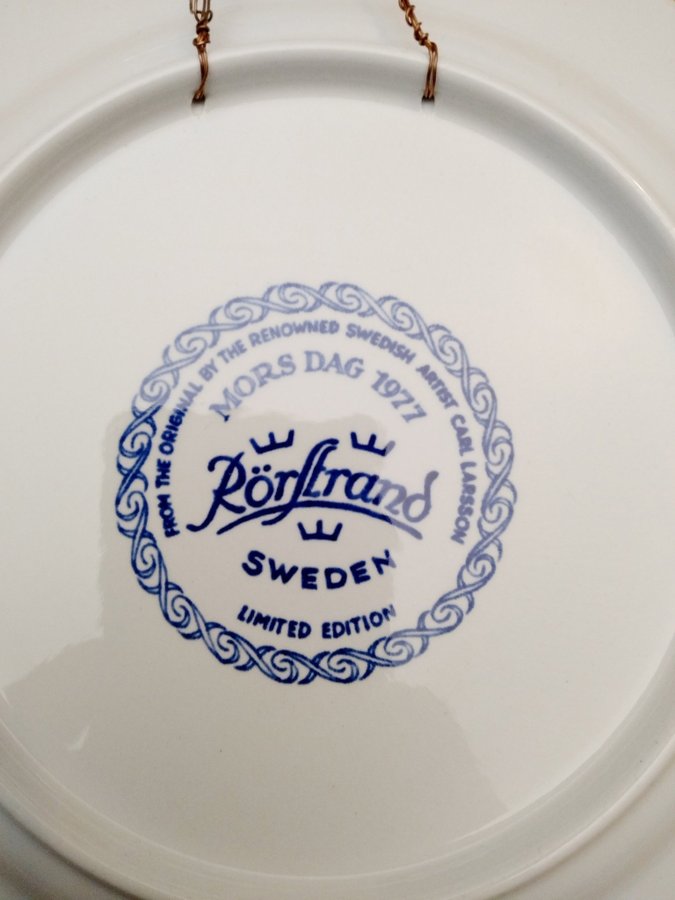 FROM THE ORIGINAL BY THE RENOWNED SWEDISH ARTIST CARL LARSSON
MORS DAG 1977
Rörstrand
SWEDEN
LIMITED EDITION